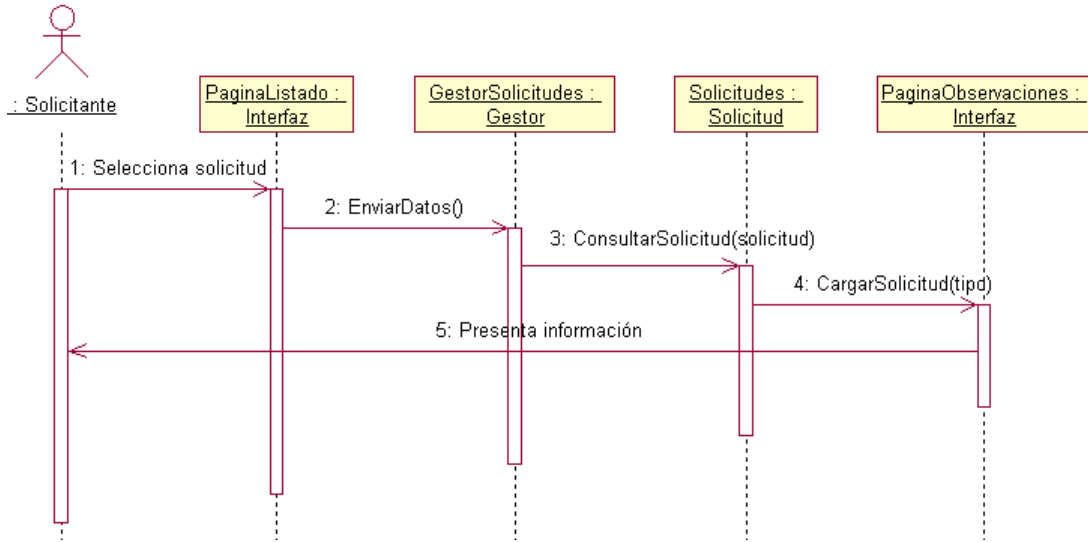 : Solicitante
PaginaListado :
Interfaz
GestorSolicitudes :
Gestor
Solicitudes :
Solicitud
PaginaObservaciones :
Interfaz
1: Selecciona solicitud
2: EnviarDatos()
3: ConsultarSolicitud(solicitud)
4: CargarSolicitud(tipo)
5: Presenta información